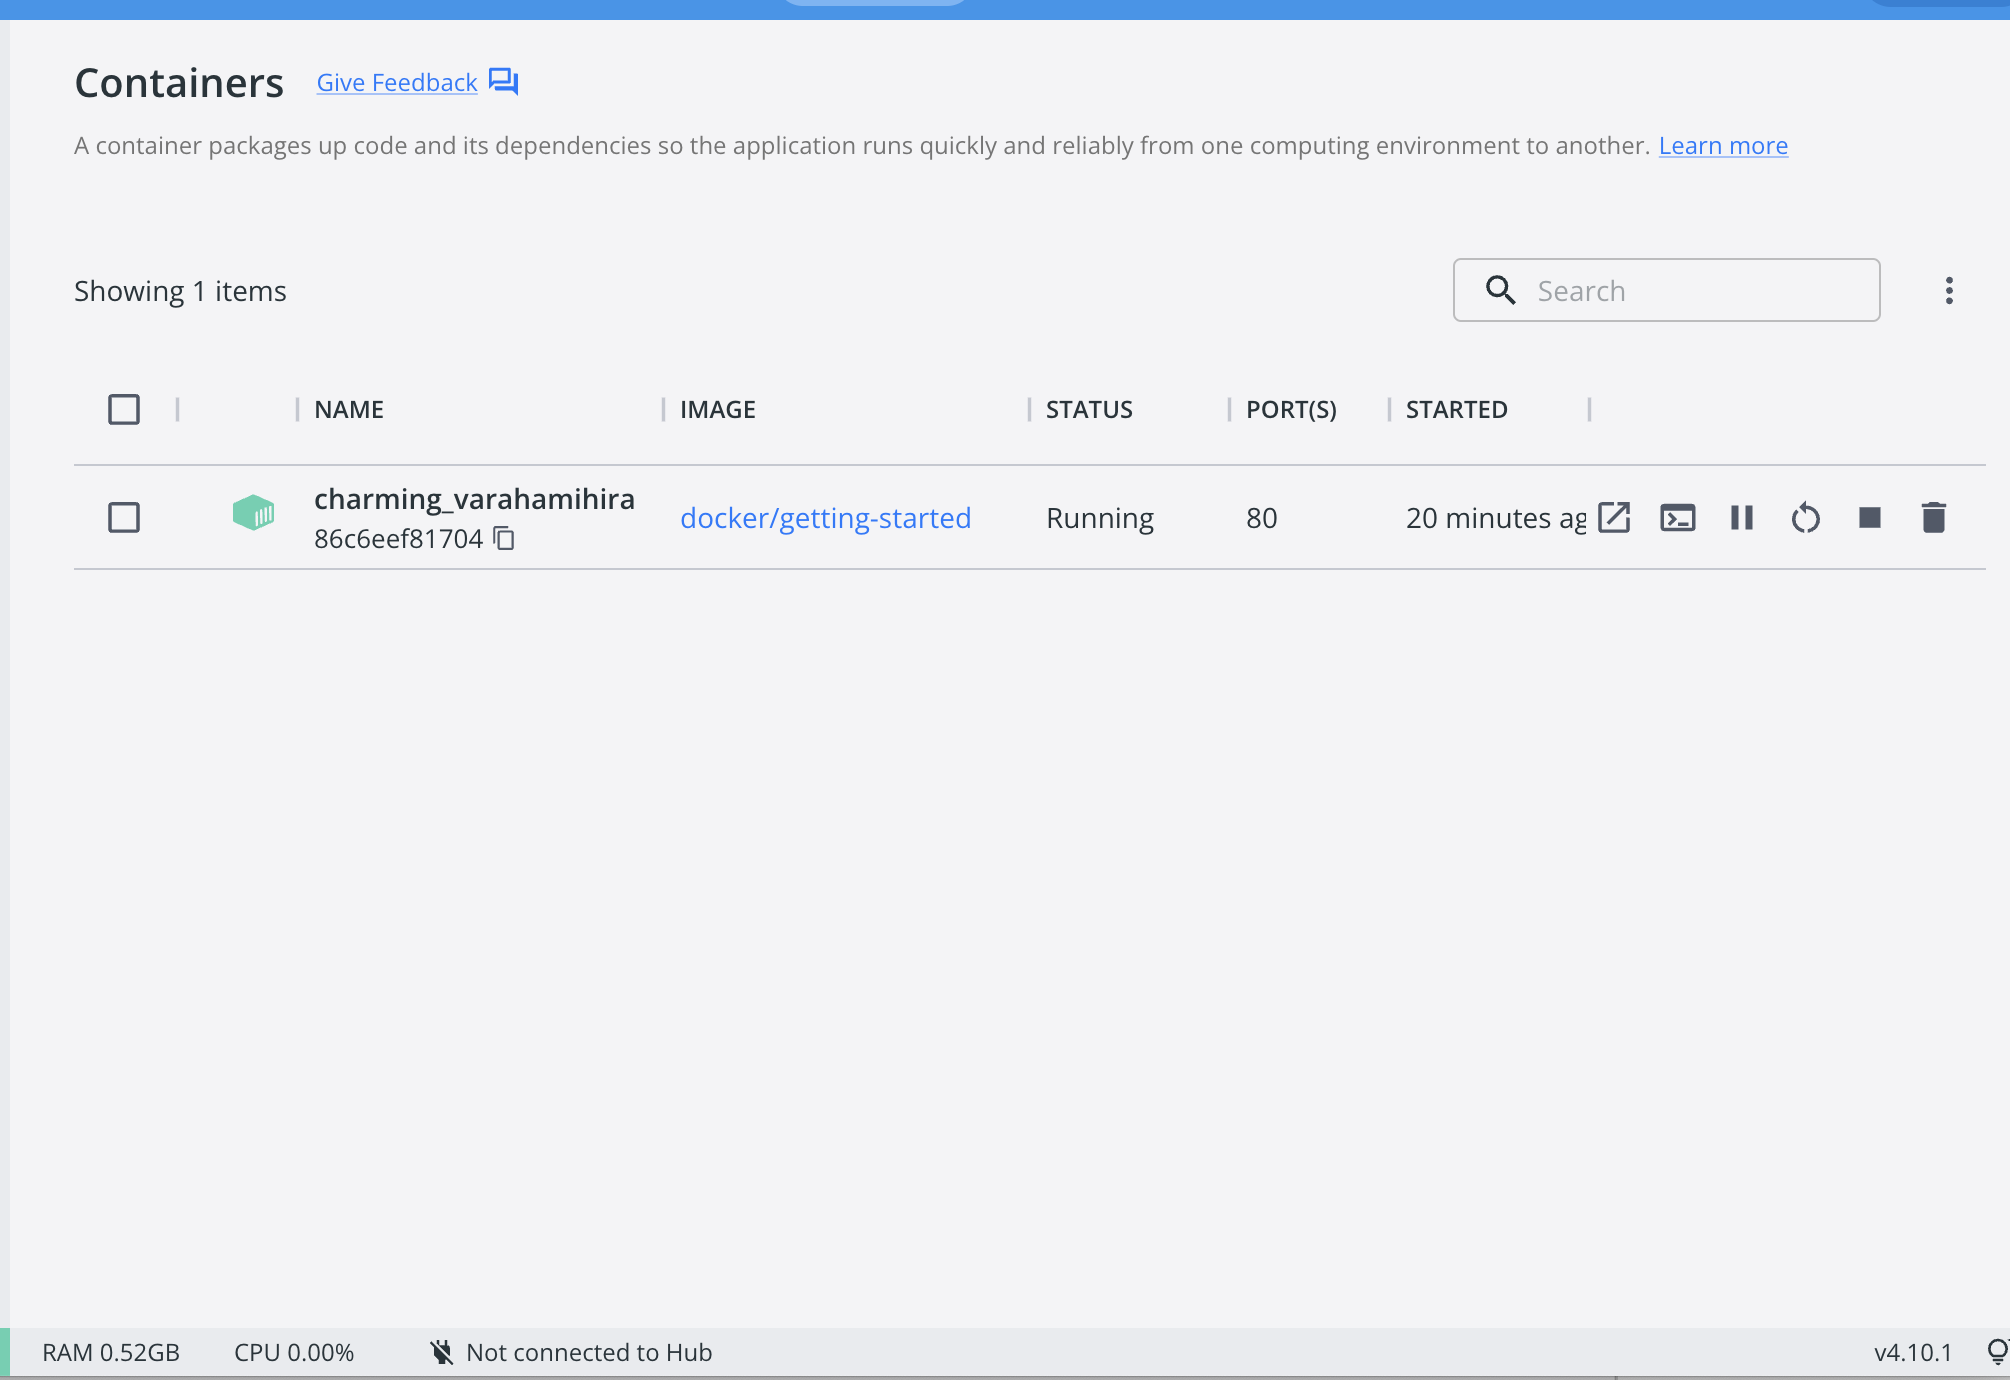 Containers Give Feedback
A container packages up code and its dependencies so the application runs quickly and reliably from one computing environment to another. Learn more
Showing 1 items
Search
NAME IMAGE STATUS PORT(S) STARTED
charming_varahamihira
86c6eef81704
docker/getting-started Running 80 20 minutes ag
RAM 0.52GB CPU 0.00% Not connected to Hub v4.10.1